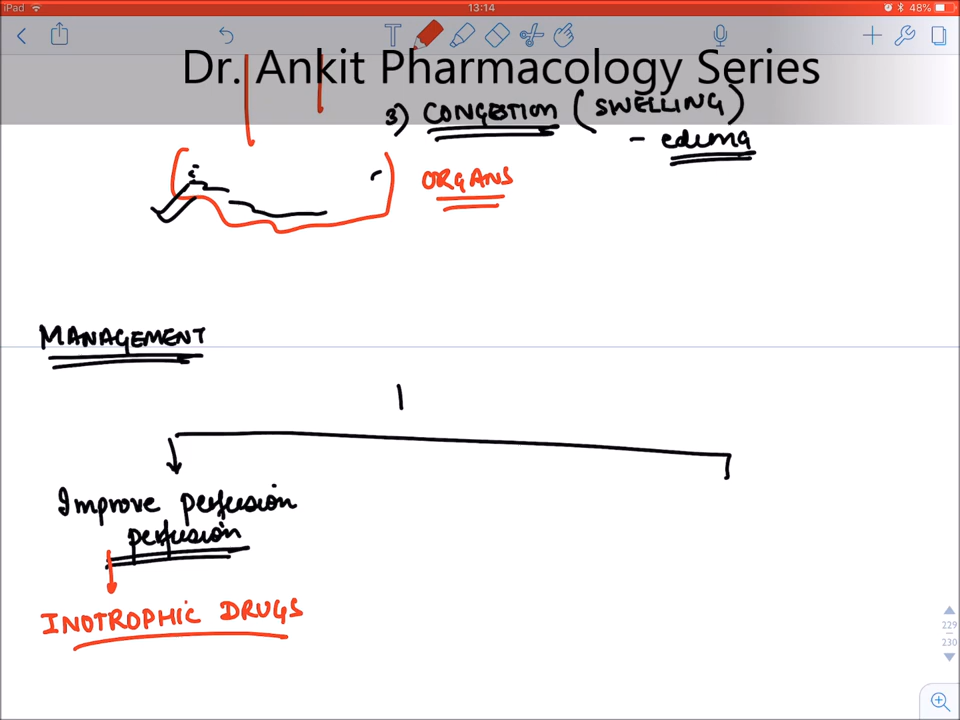 iPad 13:14 48%
Dr. Ankit Pharmacology Series
3) CONGESTION (SWELLING)
- edema
ORGANS
MANAGEMENT
Improve perfusion
perfusion
INOTROPHIC DRUGS
T
229
230